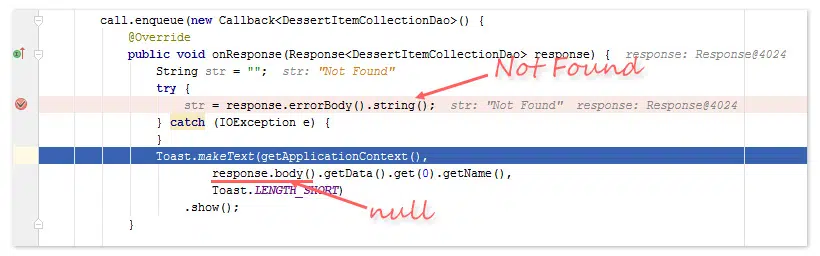 call.enqueue(new Callback<DessertItemCollectionDao>() {
@Override
public void onResponse(Response<DessertItemCollectionDao> response) { response: Response@4024
String str = ""; str: "Not Found"
Not Found
try {
str = response.errorBody().string(); str: "Not Found" response: Response@4024
} catch (IOException e) {
}
Toast.makeText(getApplicationContext(),
response.body().getData().get(0).getName(),
Toast.LENGTH_SHORT)
null
.show();
}